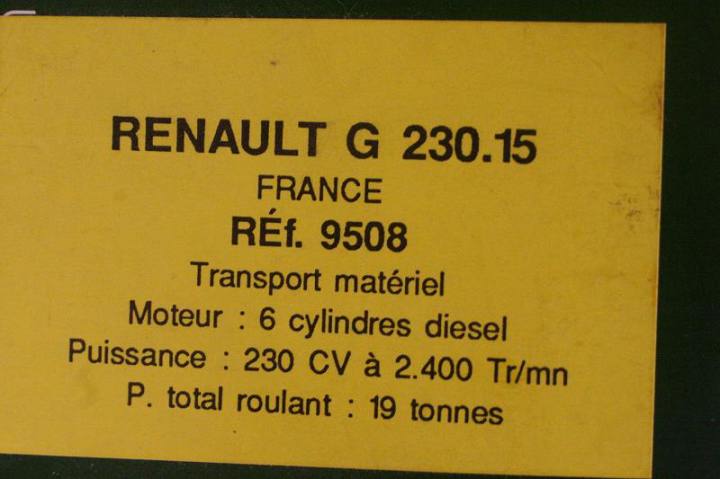 RENAULT G 230.15
FRANCE
RÉf. 9508
Transport matériel
Moteur : 6 cylindres diesel
Puissance : 230 CV à 2.400 Tr/mn
P. total roulant : 19 tonnes